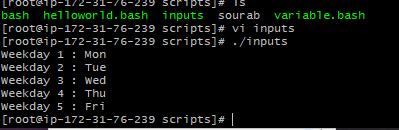 [root@ip-172-31-76-239 scripts]# ls
bash helloworld.bash inputs sourab variable.bash
[root@ip-172-31-76-239 scripts]# vi inputs
[root@ip-172-31-76-239 scripts]# ./inputs
Weekday 1 : Mon
Weekday 2 : Tue
Weekday 3 : Wed
Weekday 4 : Thu
Weekday 5 : Fri
[root@ip-172-31-76-239 scripts]#